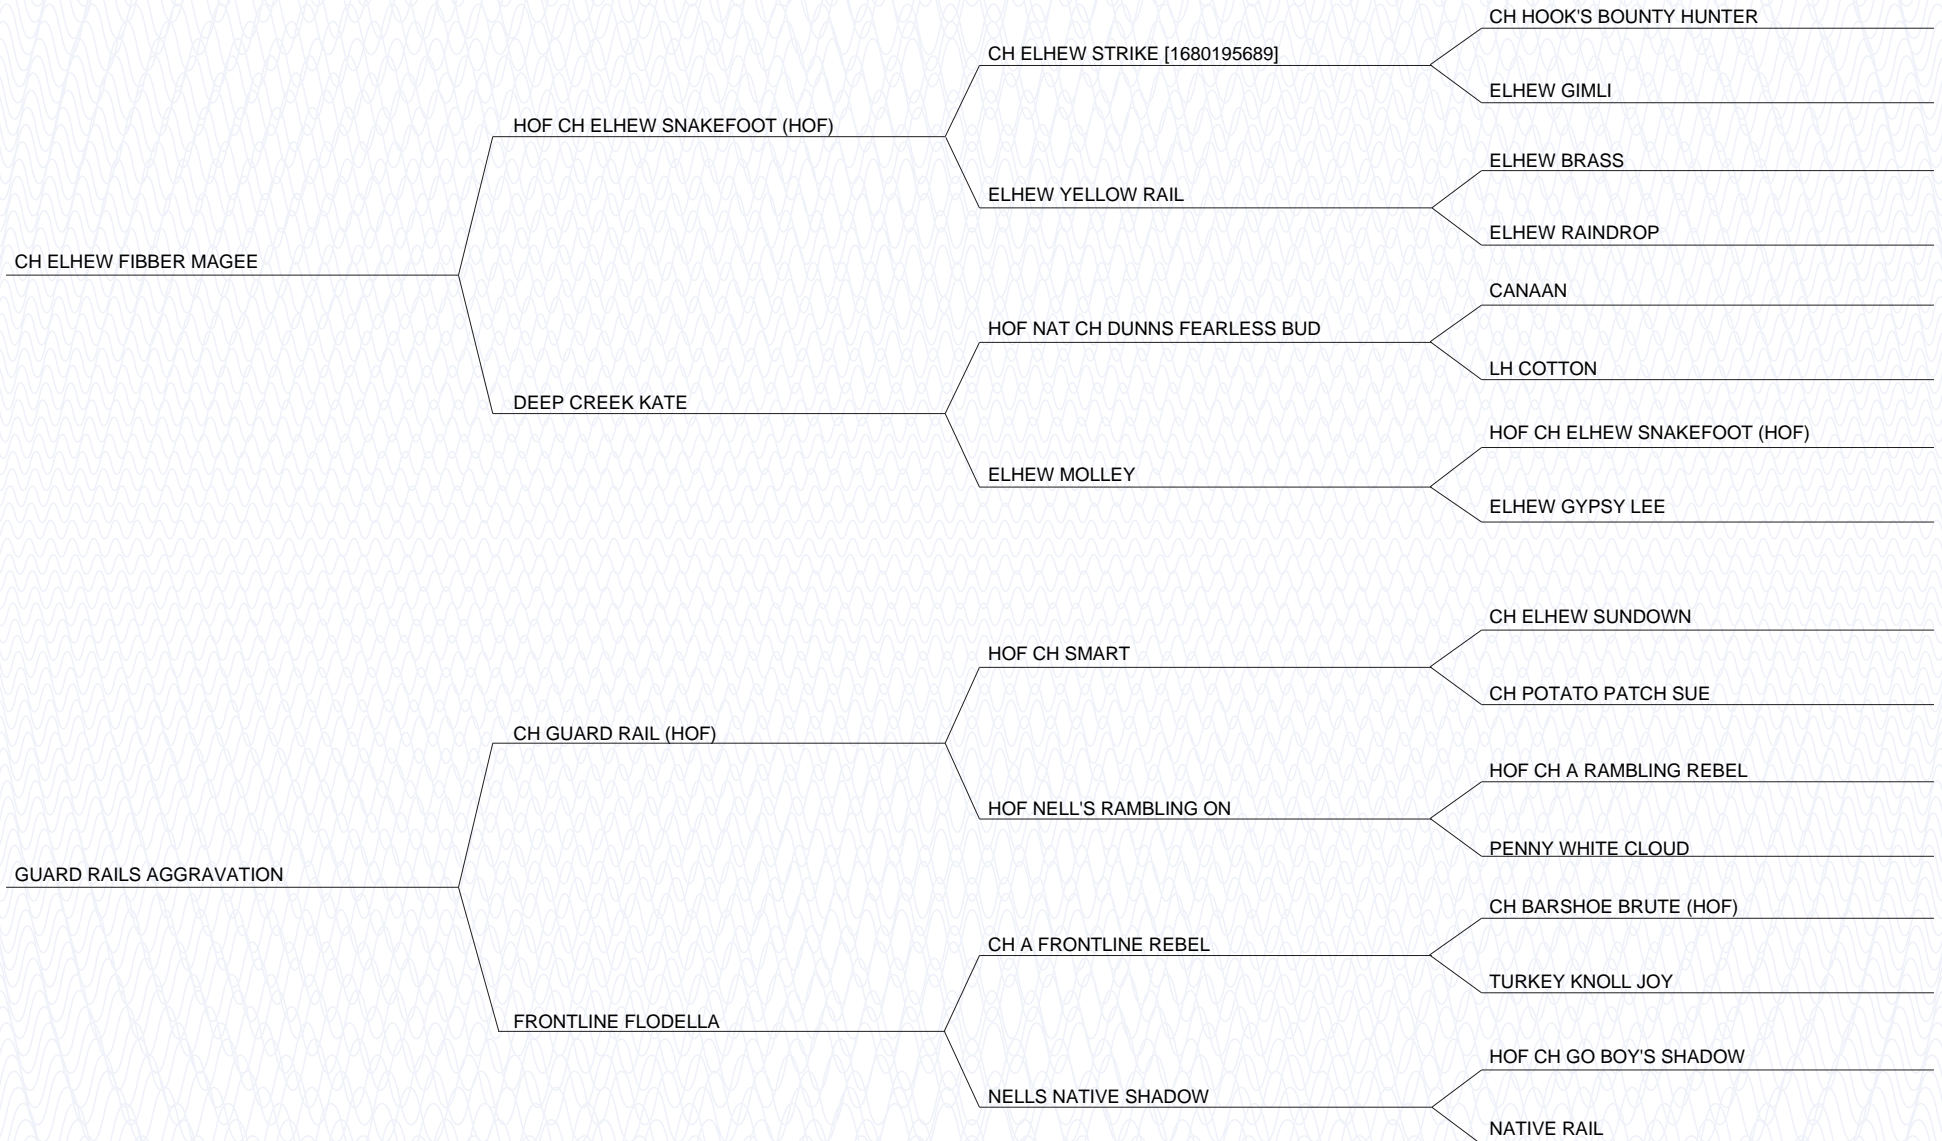 CH HOOK'S BOUNTY HUNTER
CH ELHEW STRIKE [1680195689]
ELHEW GIMLI
HOF CH ELHEW SNAKEFOOT (HOF)
ELHEW BRASS
ELHEW YELLOW RAIL
ELHEW RAINDROP
CH ELHEW FIBBER MAGEE
CANAAN
HOF NAT CH DUNNS FEARLESS BUD
LH COTTON
DEEP CREEK KATE
HOF CH ELHEW SNAKEFOOT (HOF)
ELHEW MOLLEY
ELHEW GYPSY LEE
CH ELHEW SUNDOWN
HOF CH SMART
CH POTATO PATCH SUE
CH GUARD RAIL (HOF)
HOF CH A RAMBLING REBEL
HOF NELL'S RAMBLING ON
PENNY WHITE CLOUD
GUARD RAILS AGGRAVATION
CH BARSHOE BRUTE (HOF)
CH A FRONTLINE REBEL
TURKEY KNOLL JOY
FRONTLINE FLODELLA
HOF CH GO BOY'S SHADOW
NELLS NATIVE SHADOW
NATIVE RAIL